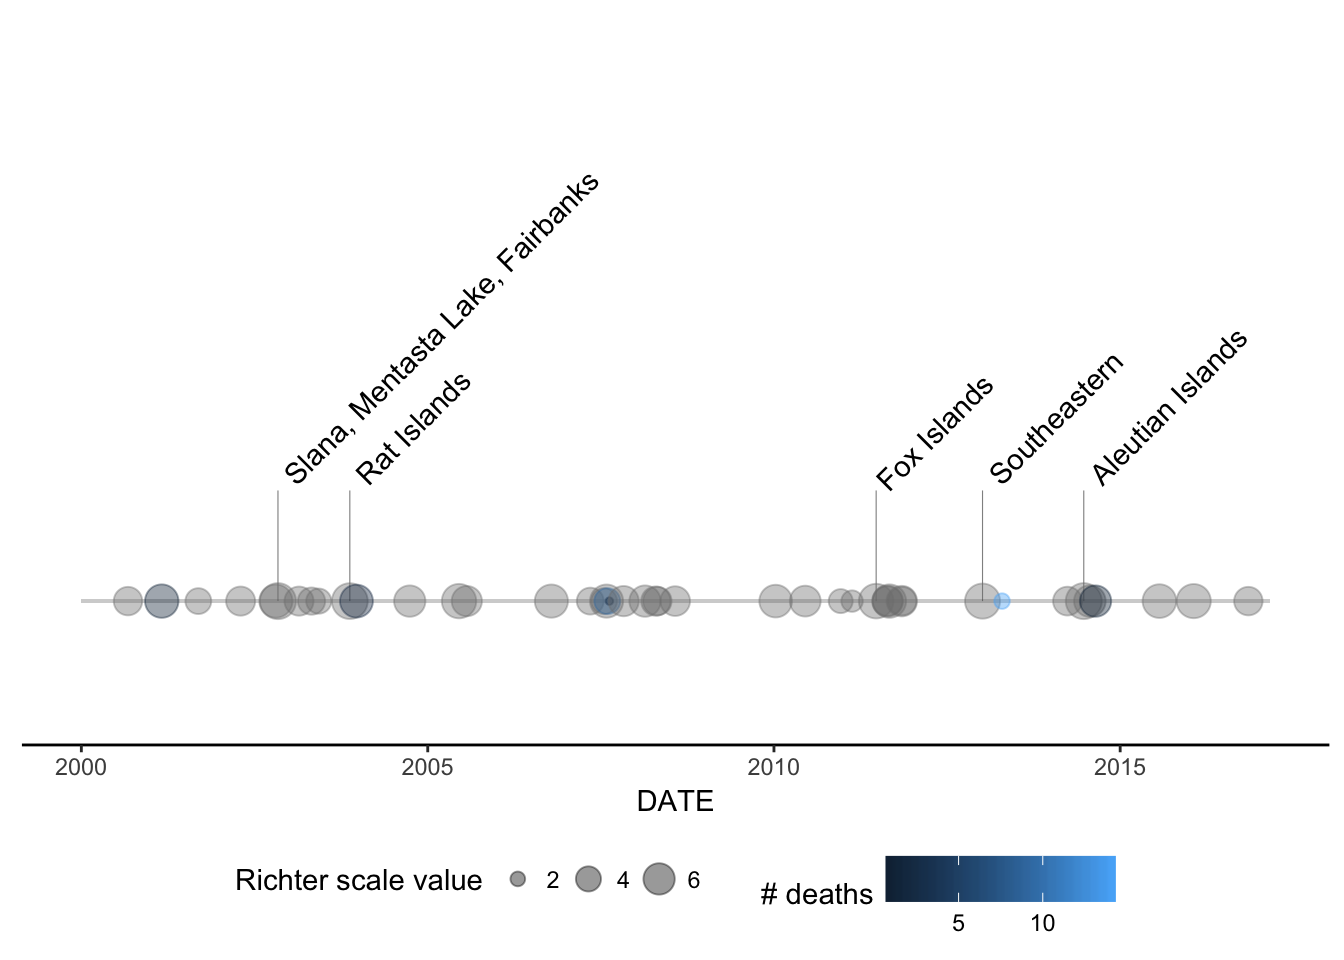 Slana, Mentasta Lake, Fairbanks
Rat Islands
Fox Islands
Southeastern
Aleutian Islands
2000 2005 2010 2015
DATE
Richter scale value 2 4 6
# deaths
5 10